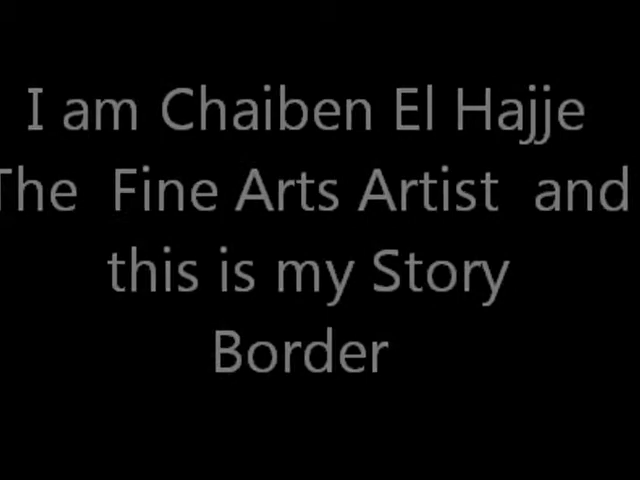 I am Chaiben El Hajje
The Fine Arts Artist and
this is my Story
Border